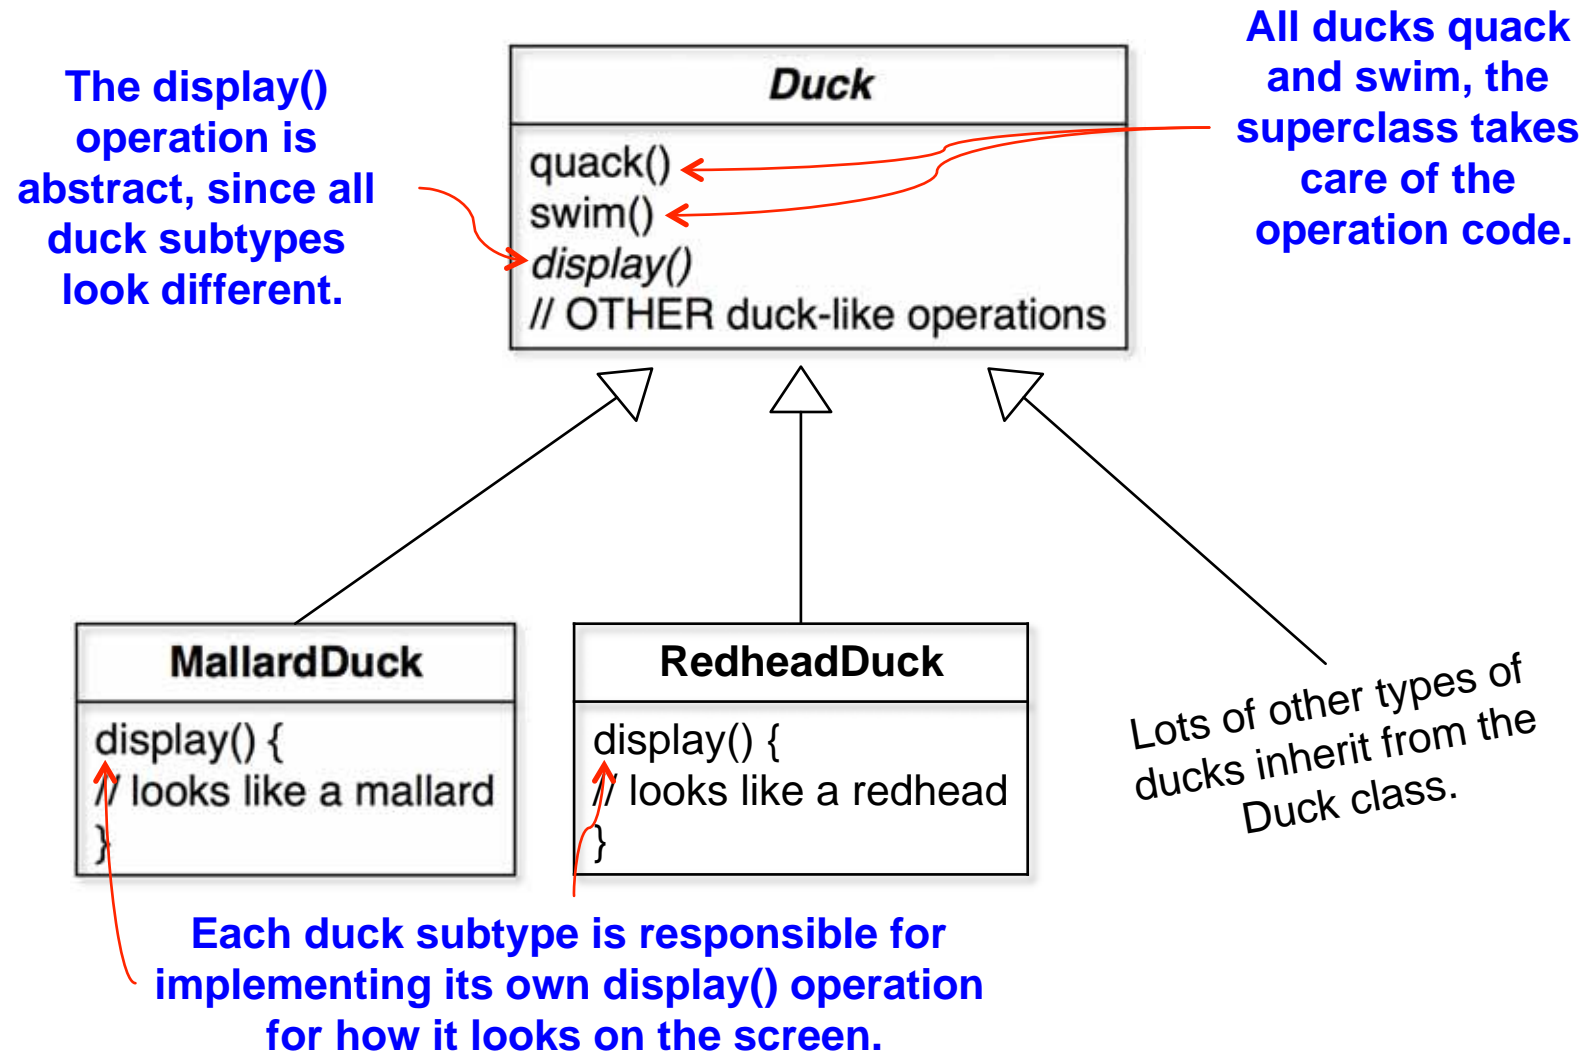 The display()
operation is
abstract, since all
duck subtypes
look different.
Duck
quack()
swim()
display()
// OTHER duck-like operations
All ducks quack
and swim, the
superclass takes
care of the
operation code.
MallardDuck
display() {
// looks like a mallard
}
RedheadDuck
display() {
// looks like a redhead
}
Lots of other types of
ducks inherit from the
Duck class.
Each duck subtype is responsible for
implementing its own display() operation
for how it looks on the screen.